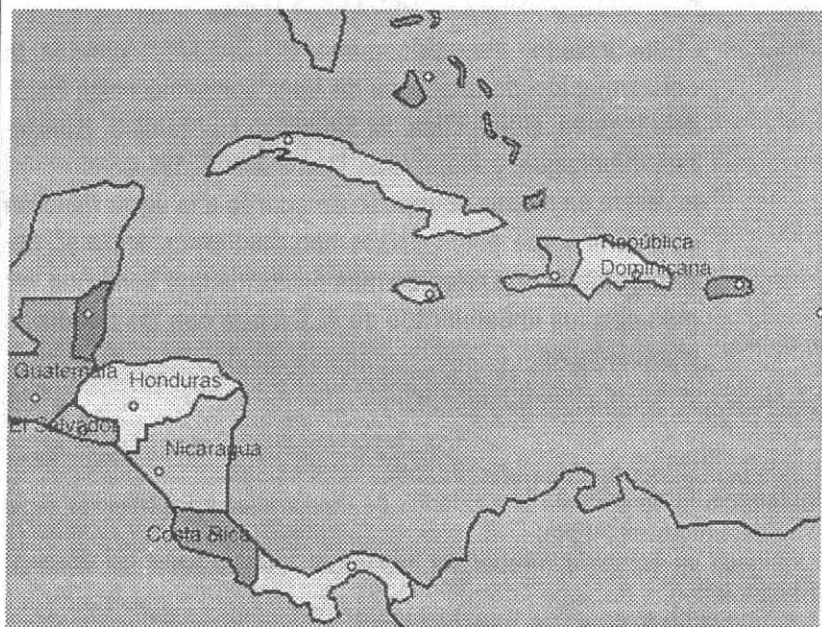 República
Dominicana
Guatemala
Honduras
El Salvador
Nicaragua
Costa Rica